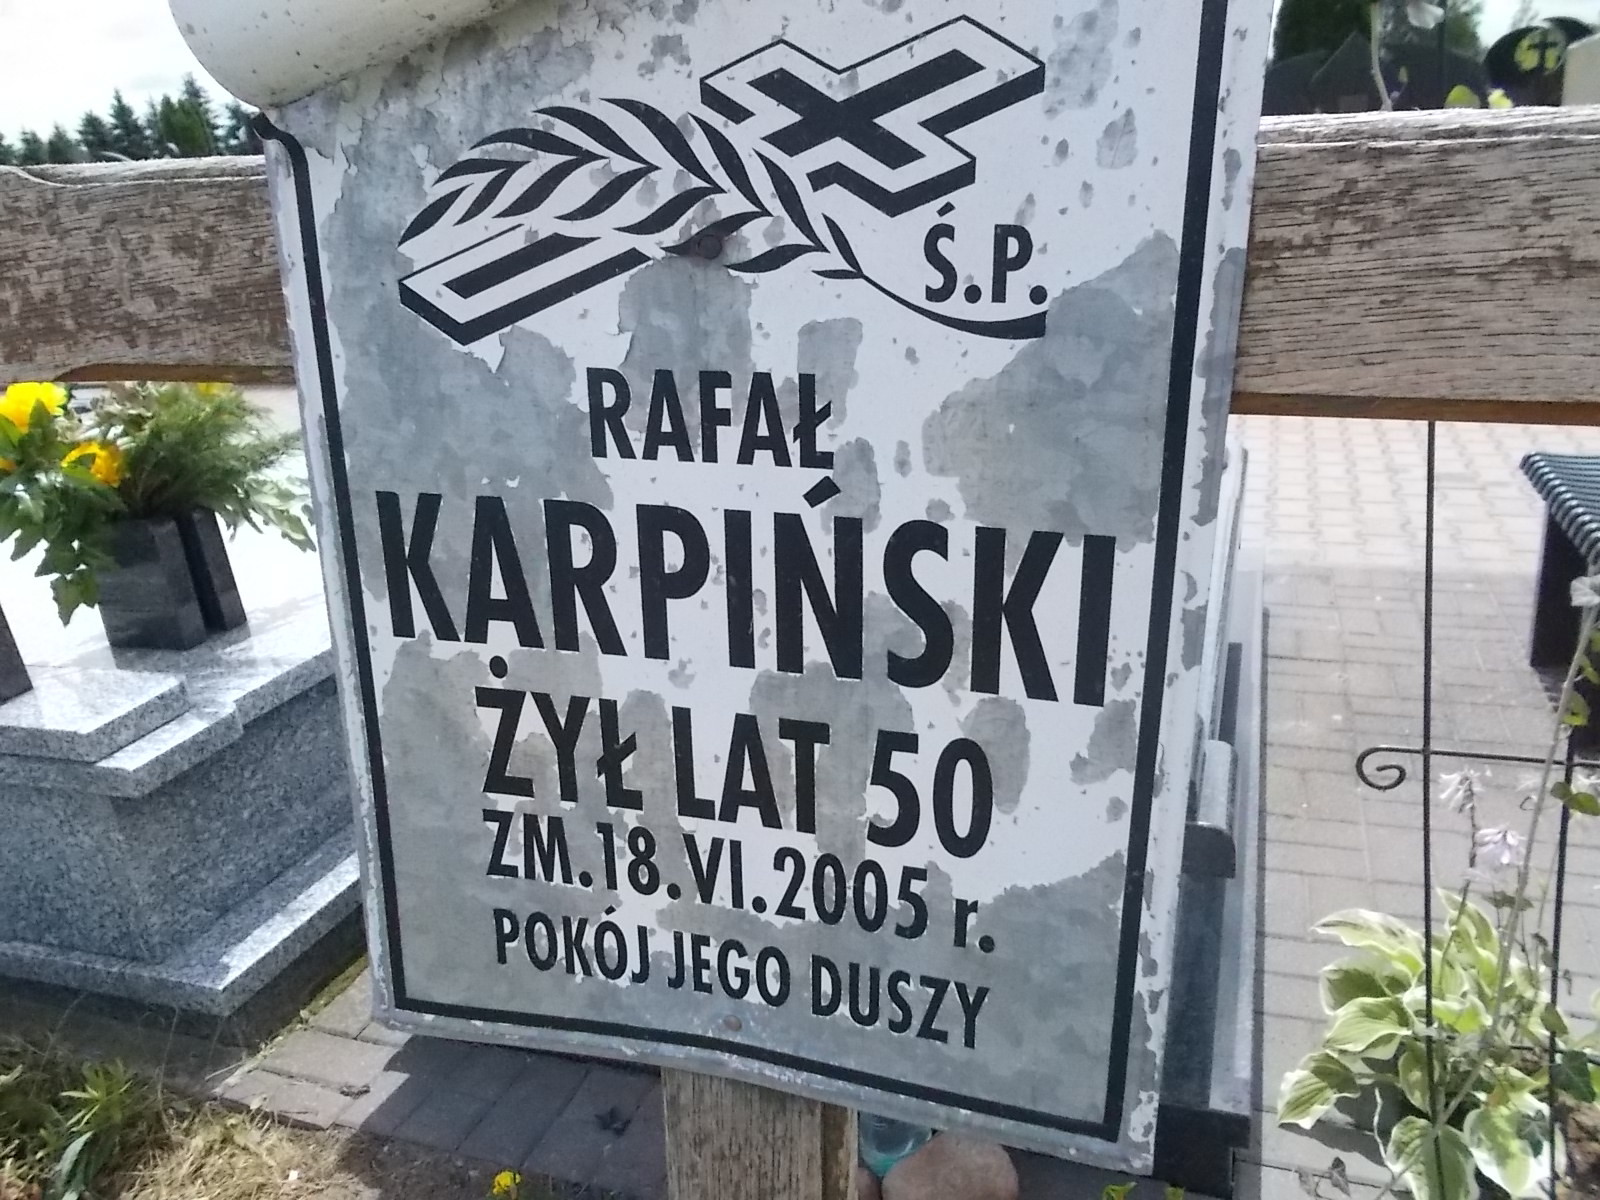 Ś.P.
RAFAŁ
KARPIŃSKI
ŻYŁ LAT 50
ZM.18.VI.2005 r.
POKÓJ JEGO DUSZY